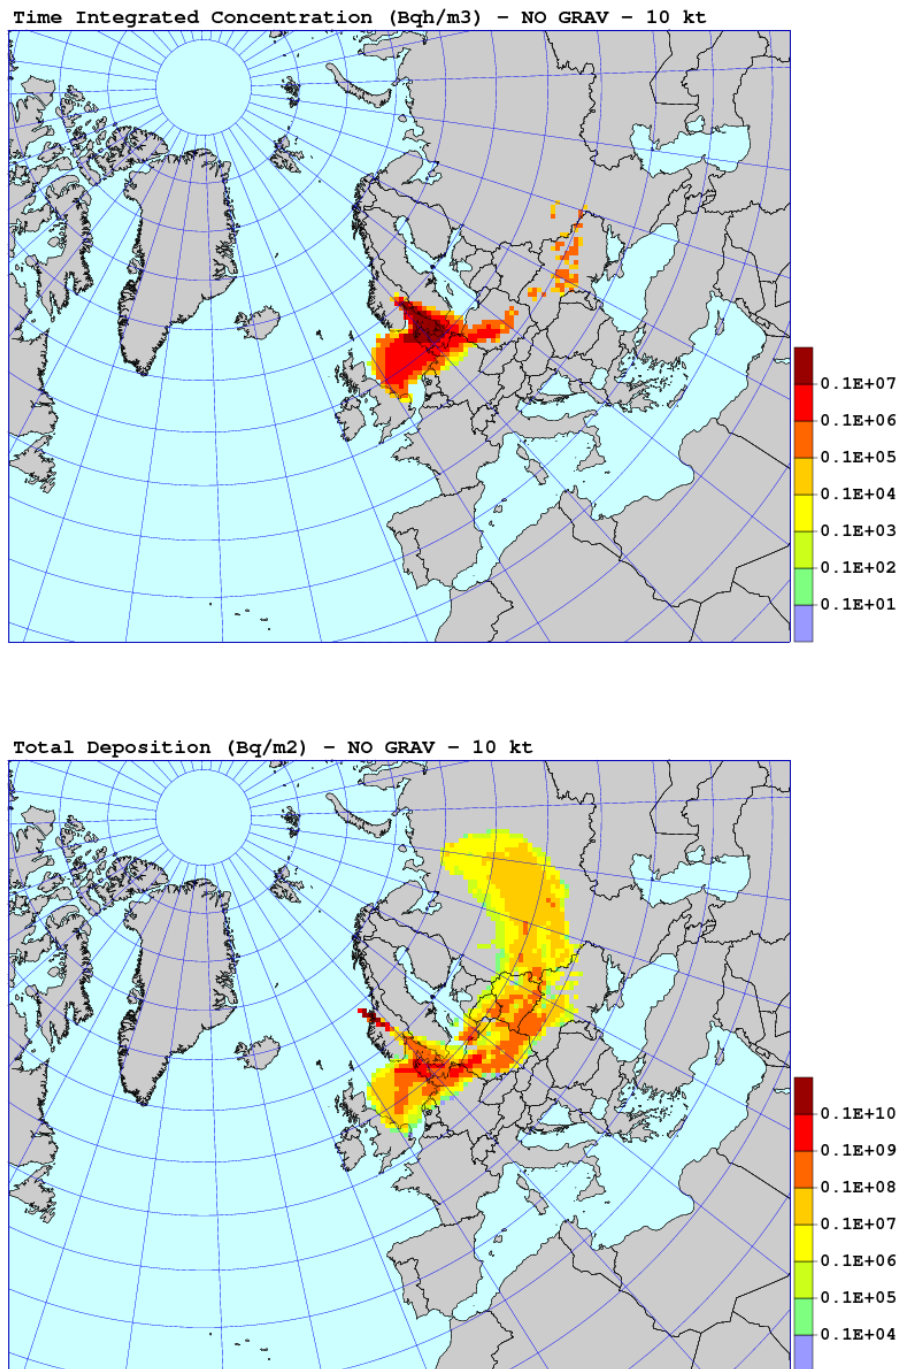 Time Integrated Concentration (Bqh/m3) – NO GRAV – 10 kt
0.1E+07
0.1E+06
0.1E+05
0.1E+04
0.1E+03
0.1E+02
0.1E+01
Total Deposition (Bq/m2) – NO GRAV – 10 kt
0.1E+10
0.1E+09
0.1E+08
0.1E+07
0.1E+06
0.1E+05
0.1E+04